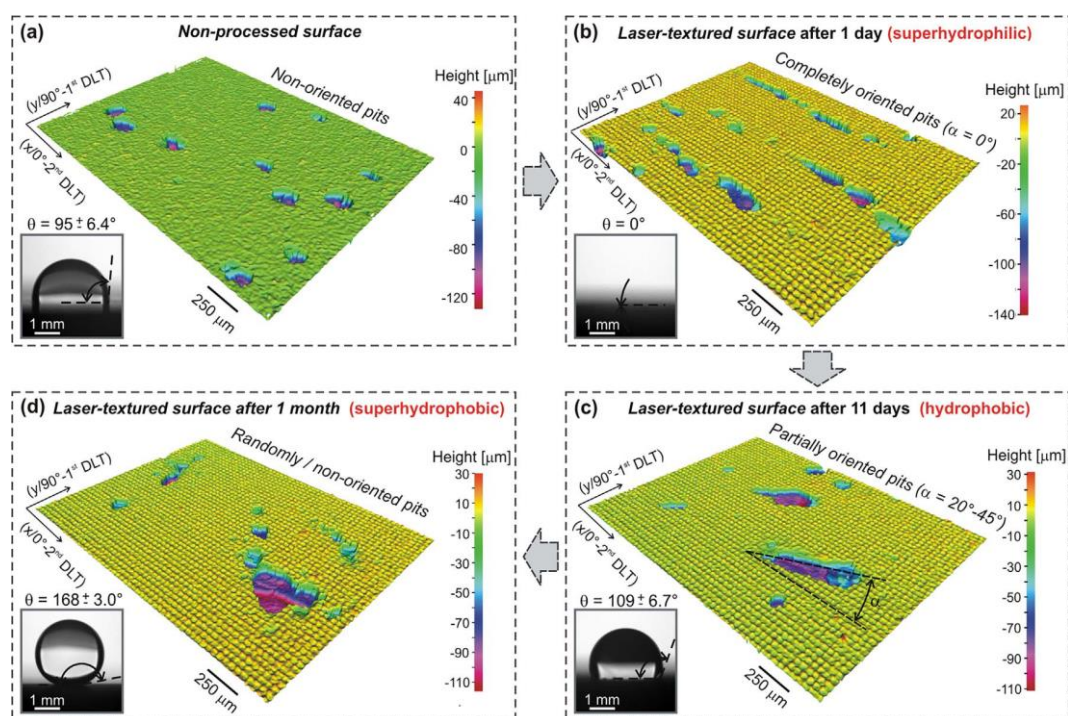 (a)
Non-processed surface
(y/90°-1st DLT)
(x/0°-2nd DLT)
Non-oriented pits
Height [μm]
40
0
-40
-80
-120
θ = 95 ± 6.4°
1 mm
250 μm
(b)
Laser-textured surface after 1 day (superhydrophilic)
(y/90°-1st DLT)
(x/0°-2nd DLT)
Completely oriented pits (α = 0°)
Height [μm]
20
-20
-60
-100
-140
θ = 0°
1 mm
250 μm
(d)
Laser-textured surface after 1 month (superhydrophobic)
(y/90°-1st DLT)
(x/0°-2nd DLT)
Randomly / non-oriented pits
Height [μm]
30
10
-10
-30
-50
-70
-90
-110
θ = 168 ± 3.0°
1 mm
250 μm
(c)
Laser-textured surface after 11 days (hydrophobic)
(y/90°-1st DLT)
(x/0°-2nd DLT)
Partially oriented pits (α = 20°-45°)
Height [μm]
30
10
-10
-30
-50
-70
-90
-110
α
θ = 109 ± 6.7°
1 mm
250 μm